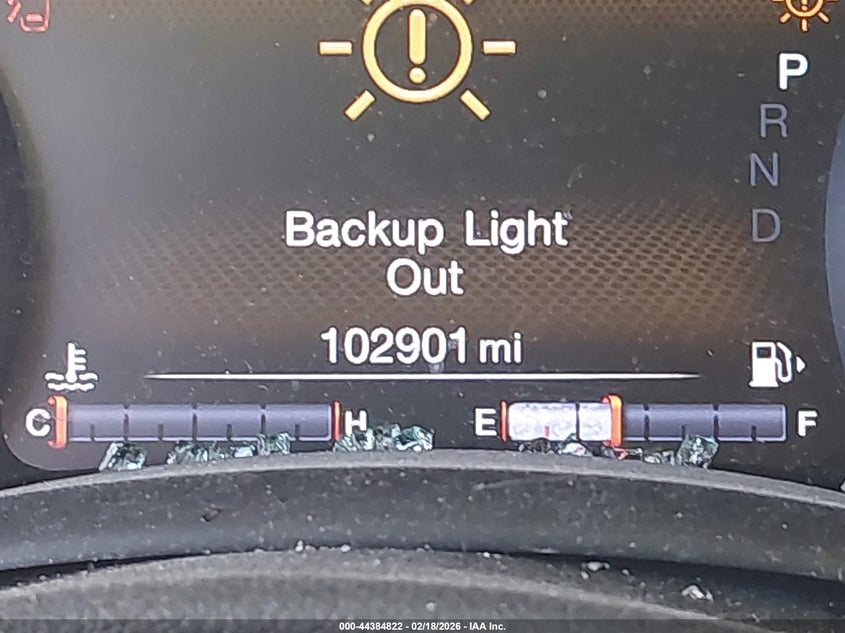 P
R
N
D
Backup Light
Out
102901 mi
C H E F
000-44384822 - 02/18/2026 - IAA Inc.